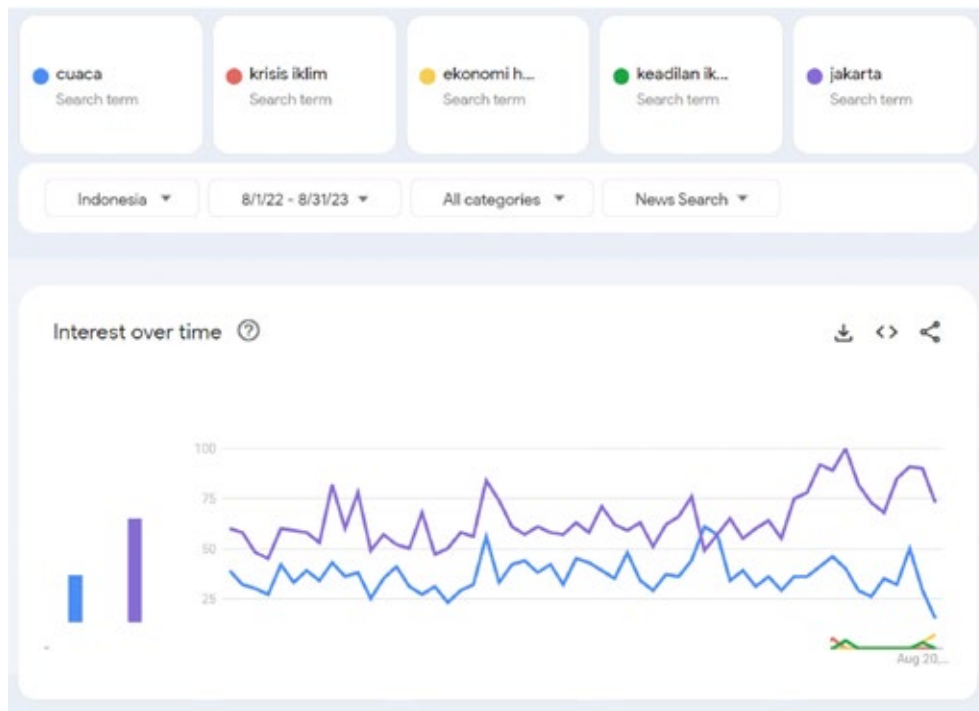 cuaca
Search term
krisis iklim
Search term
ekonomi h...
Search term
keadilan ik...
Search term
jakarta
Search term
Indonesia
8/1/22 - 8/31/23
All categories
News Search
Interest over time
100
75
50
25
Aug 20,...